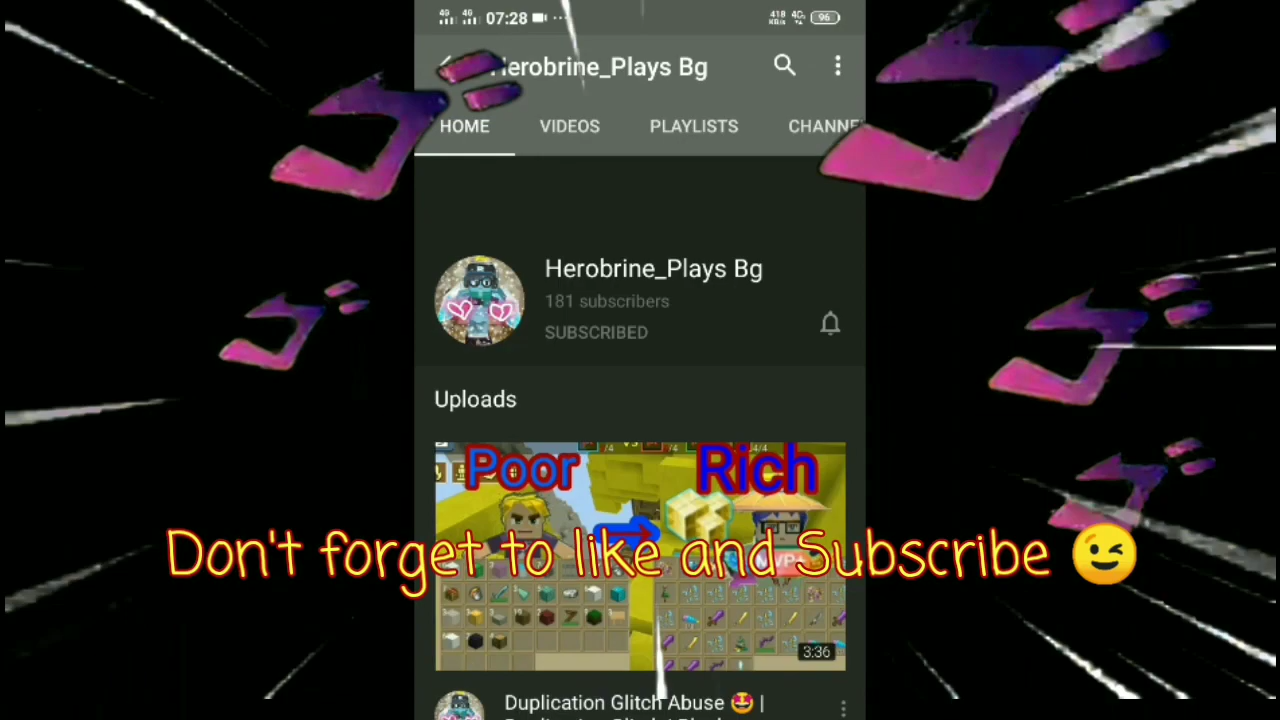 07:28
96
Herobrine_Plays Bg
HOME VIDEOS PLAYLISTS CHANNE
Herobrine_Plays Bg
181 subscribers
SUBSCRIBED
Uploads
Poor Rich
Don't forget to like and Subscribe 😉
3:36
Duplication Glitch Abuse 🤩 |